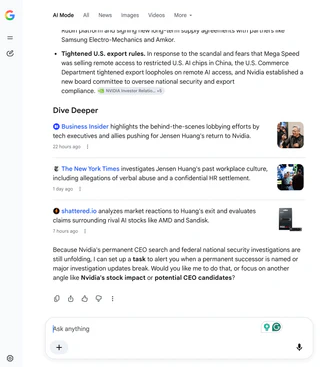 AI Mode All News Images Videos More
Rubin platform and signing new long-term supply agreements with partners like
Samsung Electro-Mechanics and Amkor.
• Tightened U.S. export rules. In response to the scandal and fears that Mega Speed
was selling remote access to restricted U.S. AI chips in China, the U.S. Commerce
Department tightened export loopholes on remote AI access, and Nvidia established a
new board committee to oversee national security and export
compliance. NVIDIA Investor Relatio... +5
Dive Deeper
Business Insider highlights the behind-the-scenes lobbying efforts by
tech executives and allies pushing for Jensen Huang's return to Nvidia.
22 hours ago
The New York Times investigates Jensen Huang's past workplace culture,
including allegations of verbal abuse and a confidential HR settlement.
1 day ago
shattered.io analyzes market reactions to Huang's exit and evaluates
claims surrounding rival AI stocks like AMD and Sandisk.
7 hours ago
Because Nvidia's permanent CEO search and federal national security investigations are
still unfolding, I can set up a task to alert you when a permanent successor is named or
major investigation updates break. Would you like me to do that, or focus on another
angle like Nvidia's stock impact or potential CEO candidates?
Ask anything